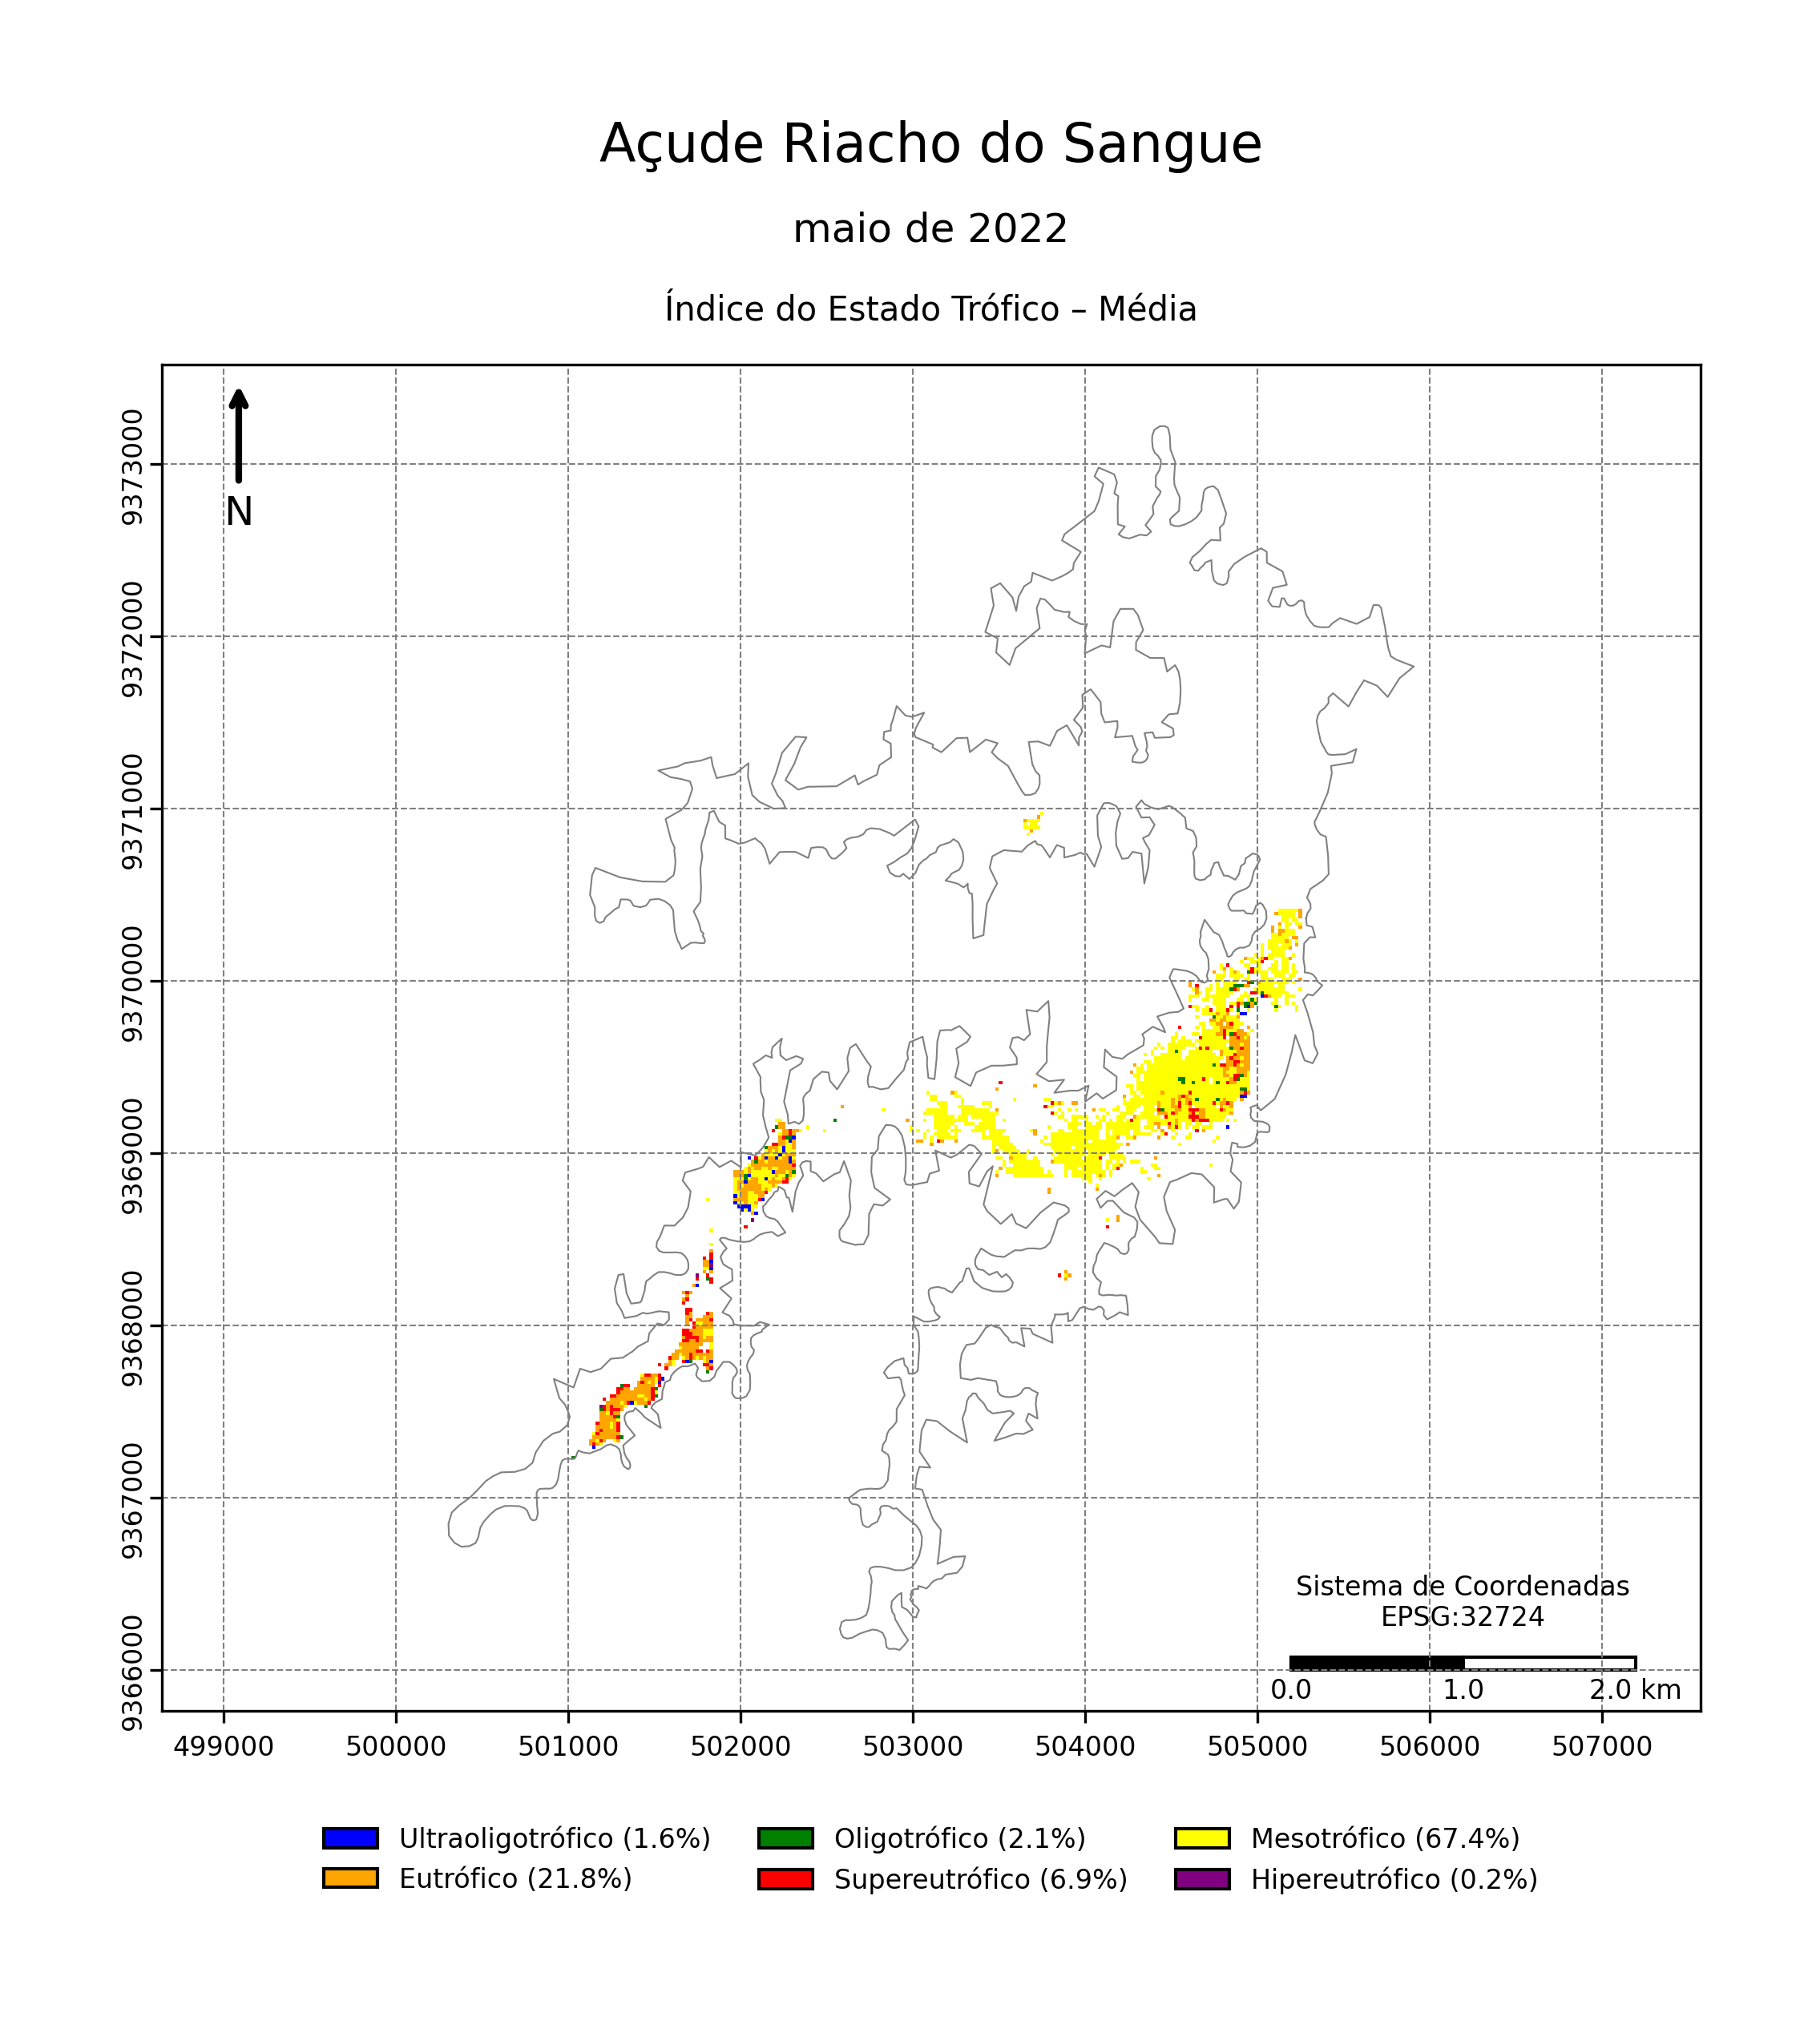 Açude Riacho do Sangue
maio de 2022
Índice do Estado Trófico – Média
N
9373000
9372000
9371000
9370000
9369000
9368000
9367000
9366000
Sistema de Coordenadas
EPSG:32724
0.0 1.0 2.0 km
499000 500000 501000 502000 503000 504000 505000 506000 507000
Ultraoligotrófico (1.6%) Oligotrófico (2.1%) Mesotrófico (67.4%)
Eutrófico (21.8%) Supereutrófico (6.9%) Hipereutrófico (0.2%)